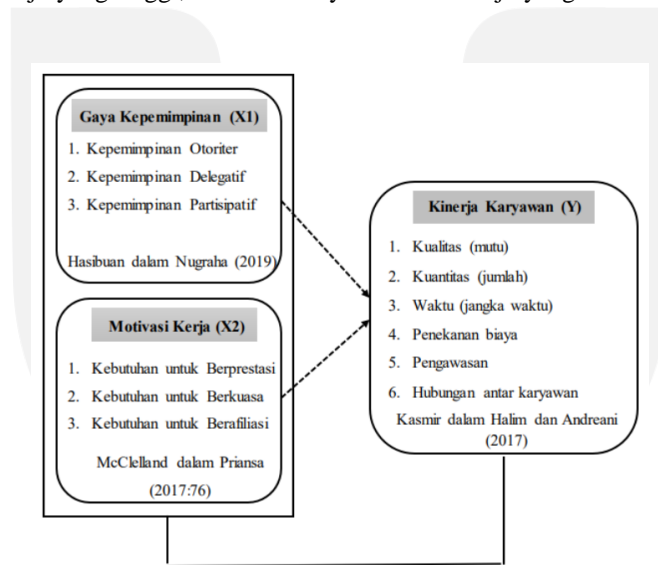 Gaya Kepemimpinan (X1)
1. Kepemimpinan Otoriter
2. Kepemimpinan Delegatif
3. Kepemimpinan Partisipatif
Hasibuan dalam Nugraha (2019)
Motivasi Kerja (X2)
1. Kebutuhan untuk Berprestasi
2. Kebutuhan untuk Berkuasa
3. Kebutuhan untuk Berafiliasi
McClelland dalam Priansa
(2017:76)
Kinerja Karyawan (Y)
1. Kualitas (mutu)
2. Kuantitas (jumlah)
3. Waktu (jangka waktu)
4. Penekanan biaya
5. Pengawasan
6. Hubungan antar karyawan
Kasmir dalam Halim dan Andreani
(2017)